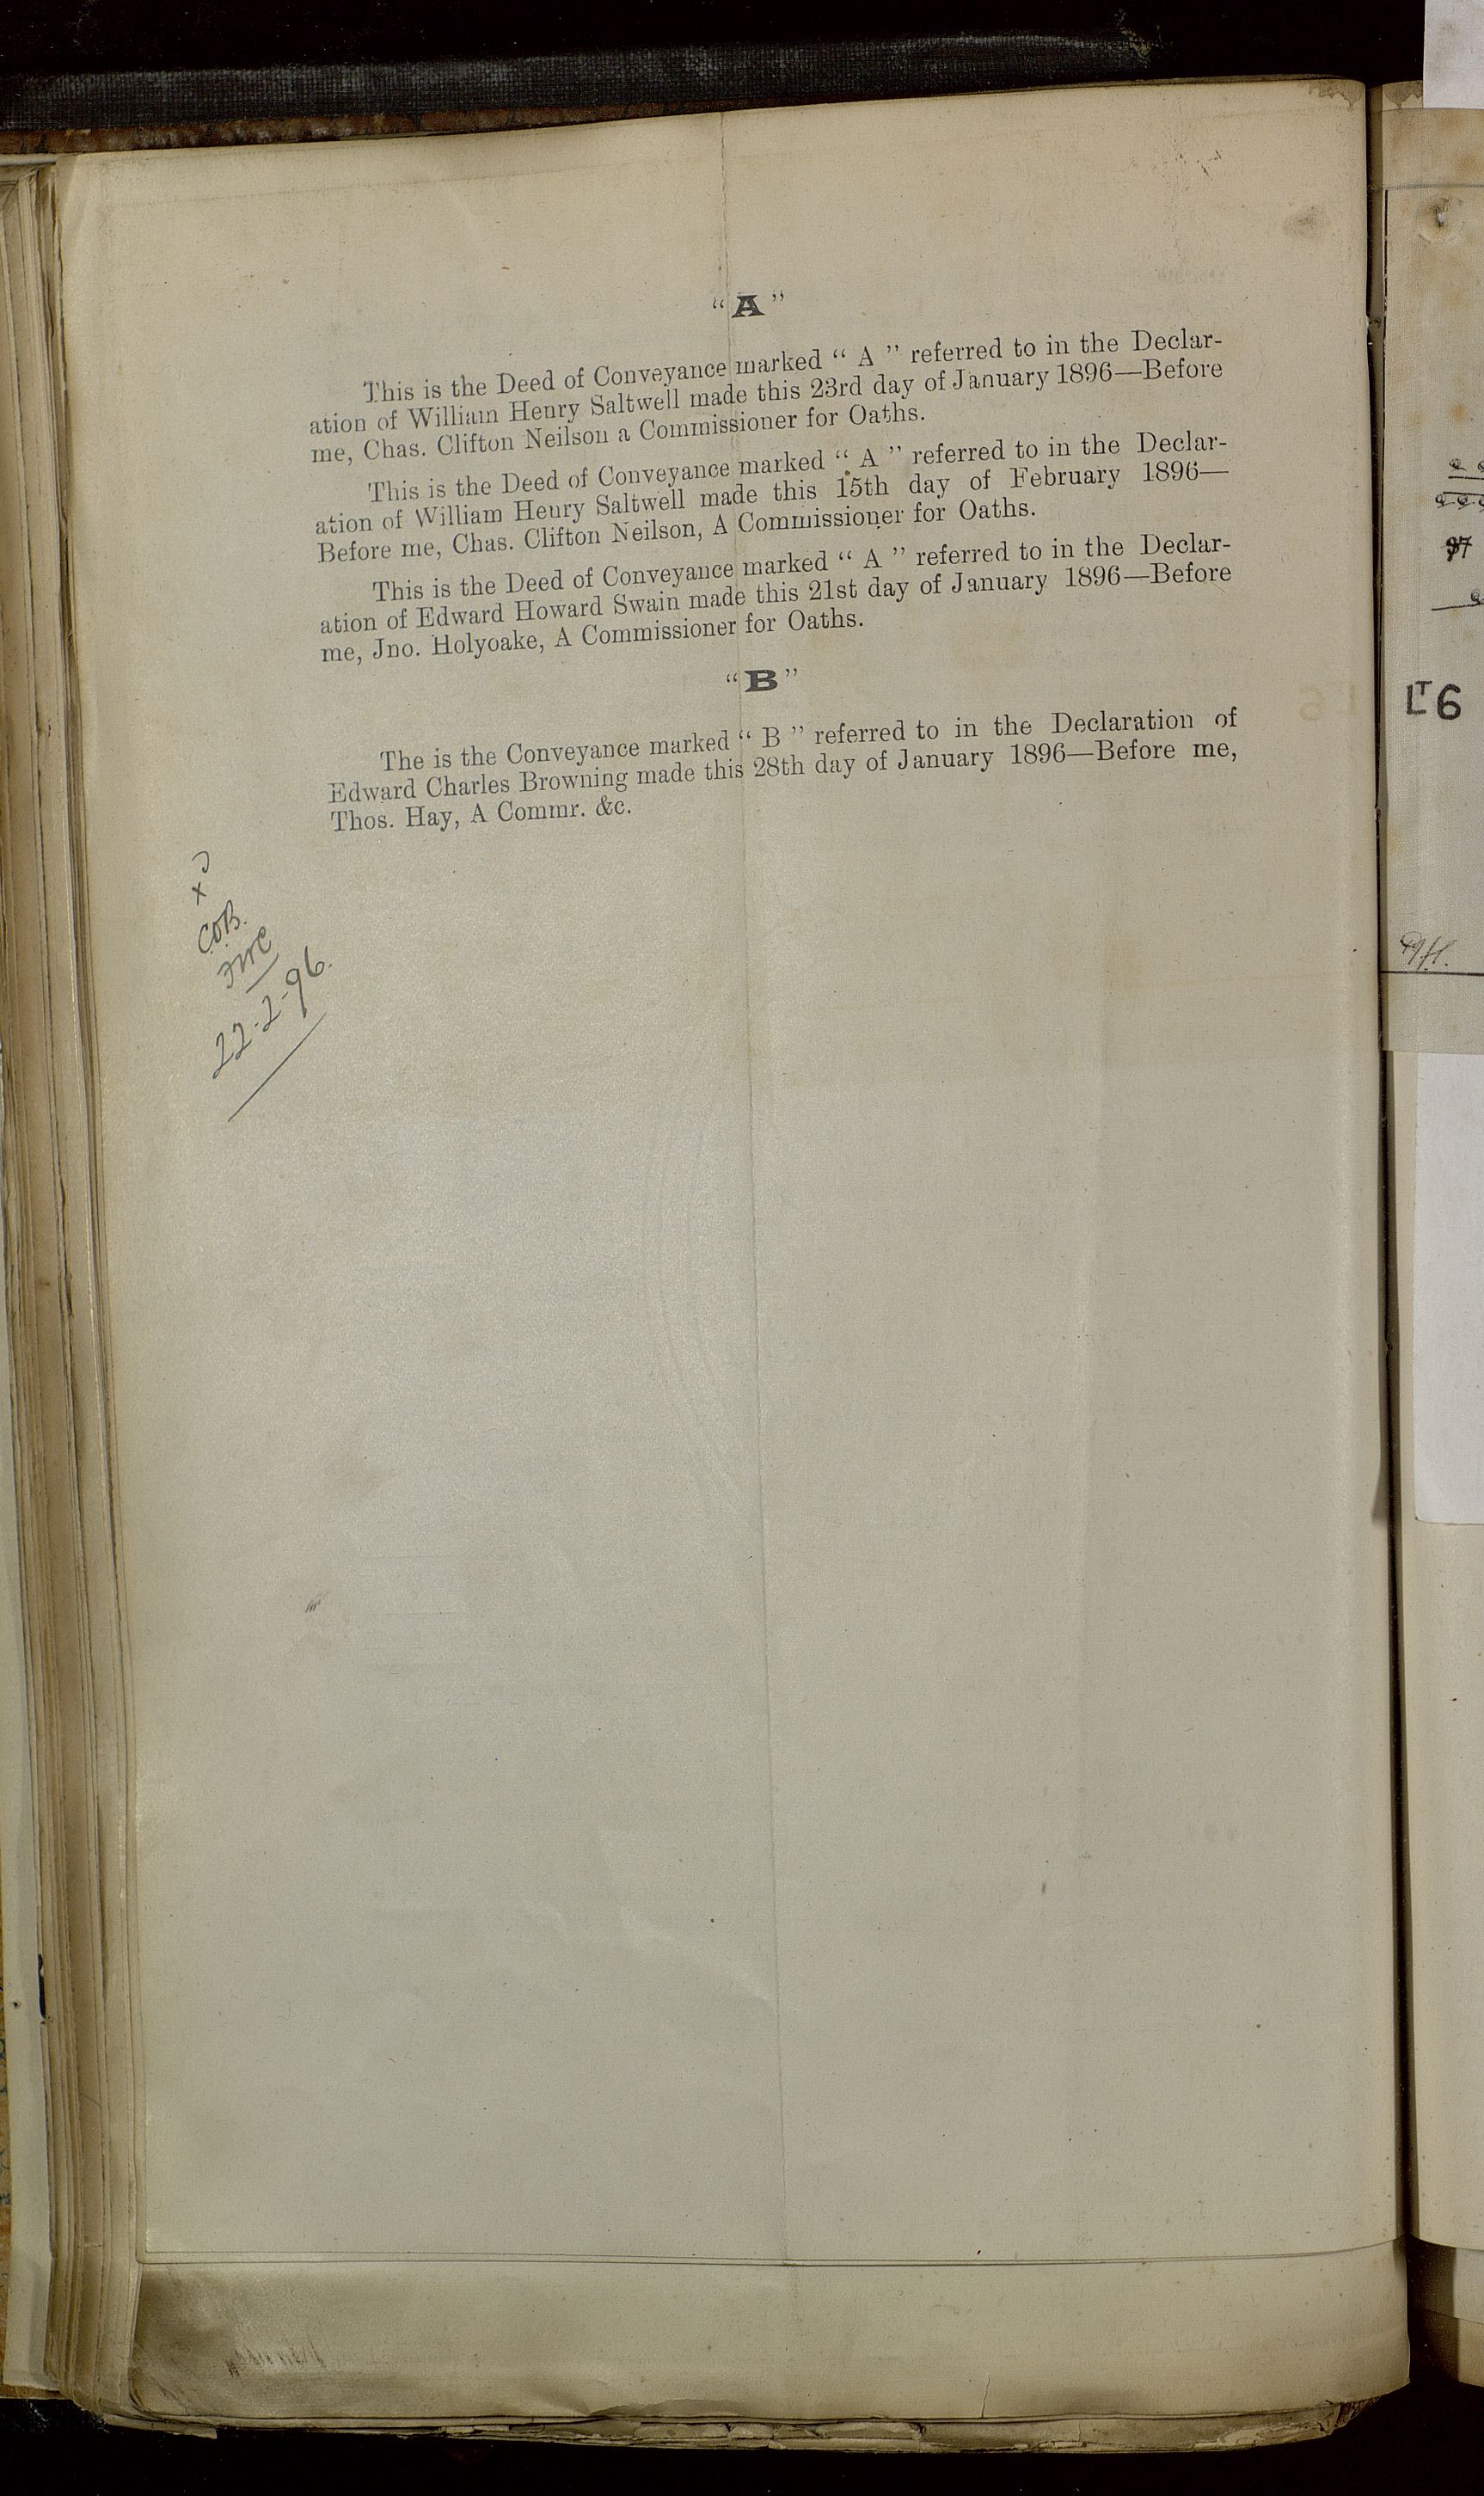 “A”
This is the Deed of Conveyance marked “ A ” referred to in the Declar-
ation of William Henry Saltwell made this 23rd day of January 1896—Before
me, Chas. Clifton Neilson a Commissioner for Oaths.
This is the Deed of Conveyance marked “ A ” referred to in the Declar-
ation of William Henry Saltwell made this 15th day of February 1896—
Before me, Chas. Clifton Neilson, A Commissioner for Oaths.
This is the Deed of Conveyance marked “ A ” referred to in the Declar-
ation of Edward Howard Swain made this 21st day of January 1896—Before
me, Jno. Holyoake, A Commissioner for Oaths.
“B”
The is the Conveyance marked “ B ” referred to in the Declaration of
Edward Charles Browning made this 28th day of January 1896—Before me,
Thos. Hay, A Commr. &c.
C.O.B.
22-2-96.
LT6